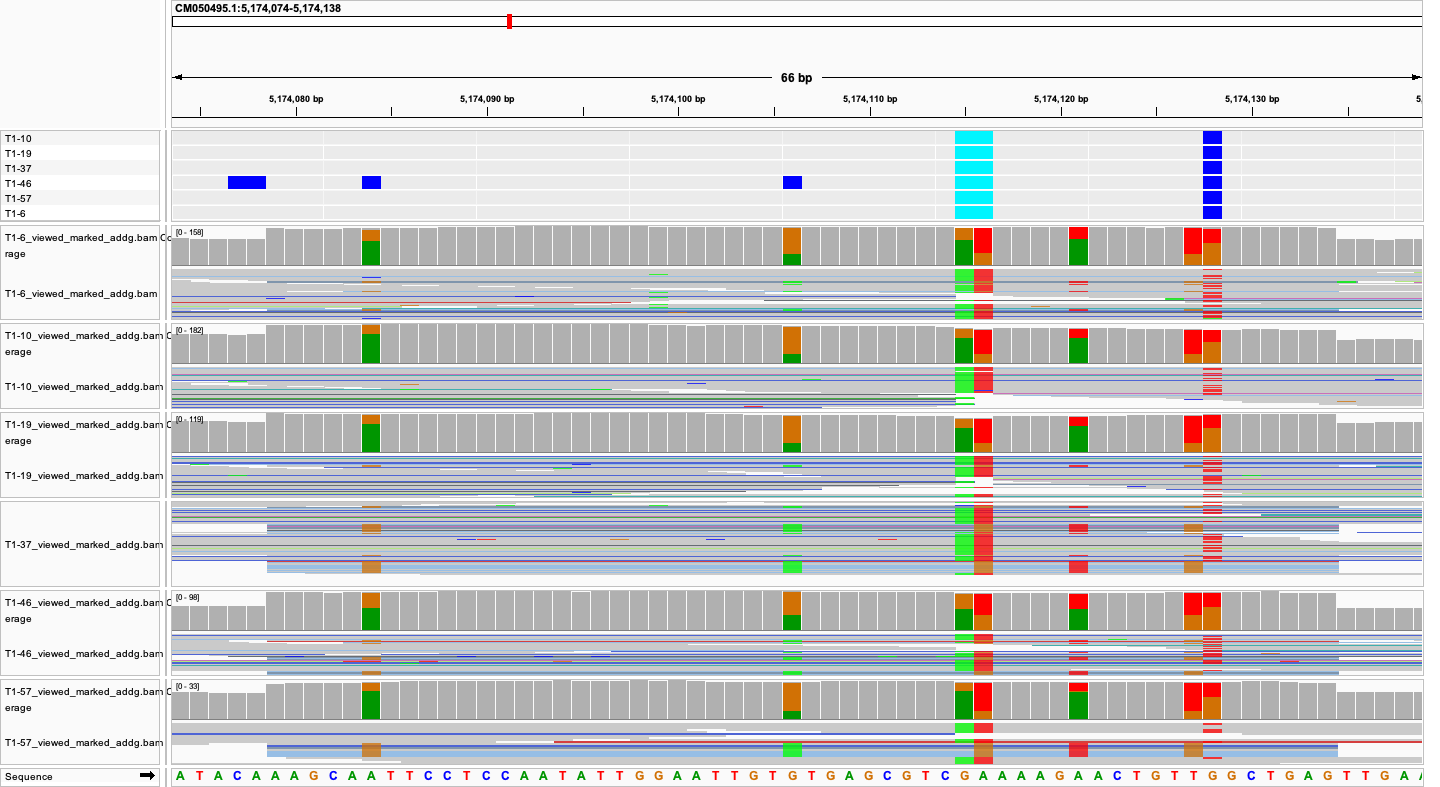 CM050495.1:5,174,074-5,174,138
66 bp
5,174,080 bp 5,174,090 bp 5,174,100 bp 5,174,110 bp 5,174,120 bp 5,174,130 bp 5,
T1-10
T1-19
T1-37
T1-46
T1-57
T1-6
T1-6_viewed_marked_addg.bam Co [0 - 158]
rage
T1-6_viewed_marked_addg.bam
T1-10_viewed_marked_addg.bam C [0 - 182]
erage
T1-10_viewed_marked_addg.bam
T1-19_viewed_marked_addg.bam C [0 - 119]
erage
T1-19_viewed_marked_addg.bam
T1-37_viewed_marked_addg.bam
T1-46_viewed_marked_addg.bam C [0 - 98]
erage
T1-46_viewed_marked_addg.bam
T1-57_viewed_marked_addg.bam C [0 - 33]
erage
T1-57_viewed_marked_addg.bam
Sequence A T A C A A A G C A A T T C C T C C A A T A T T G G A A T T G T G T G A G C G T C G A A A A G A A C T G T T G G C T G A G T T G A A